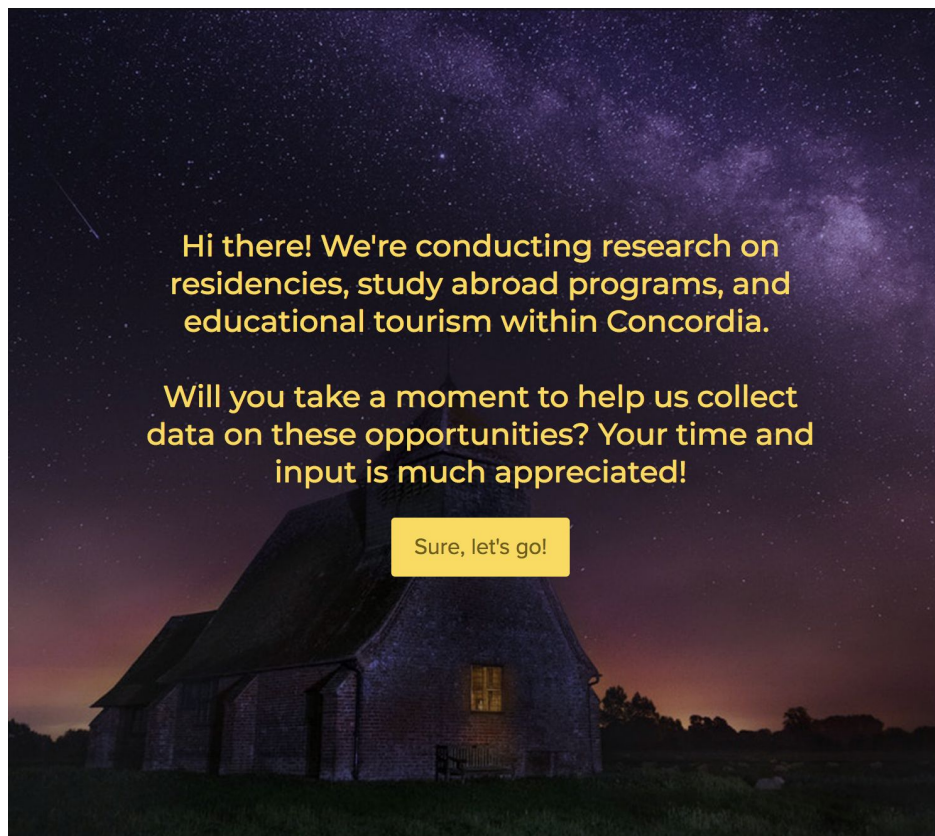 Hi there! We're conducting research on
residencies, study abroad programs, and
educational tourism within Concordia.
Will you take a moment to help us collect
data on these opportunities? Your time and
input is much appreciated!
Sure, let's go!